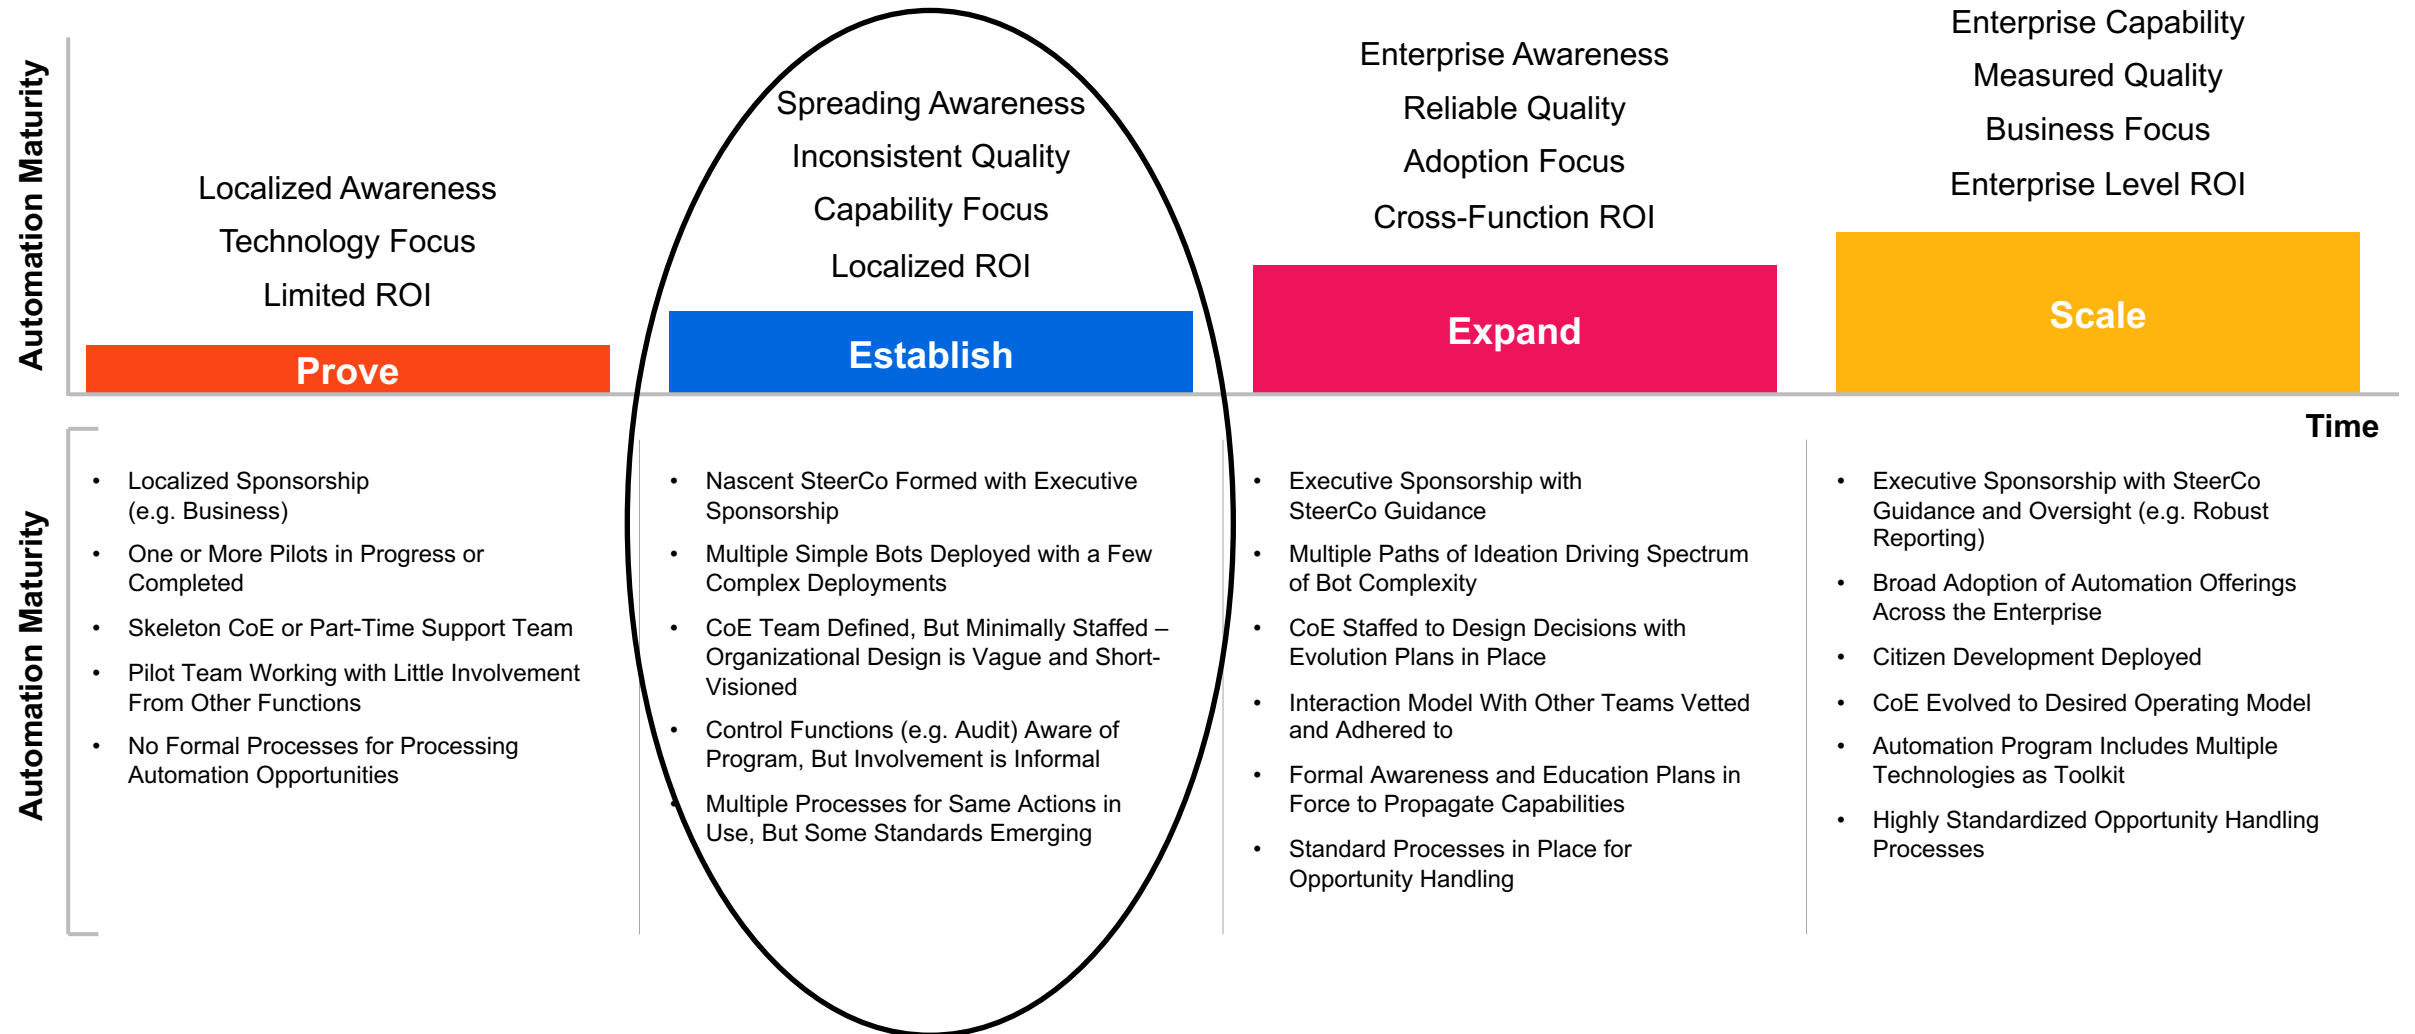 Automation Maturity
Localized Awareness
Technology Focus
Limited ROI
Prove
Spreading Awareness
Inconsistent Quality
Capability Focus
Localized ROI
Establish
Enterprise Awareness
Reliable Quality
Adoption Focus
Cross-Function ROI
Expand
Enterprise Capability
Measured Quality
Business Focus
Enterprise Level ROI
Scale
Time
Automation Maturity
• Localized Sponsorship
(e.g. Business)
• One or More Pilots in Progress or
Completed
• Skeleton CoE or Part-Time Support Team
• Pilot Team Working with Little Involvement
From Other Functions
• No Formal Processes for Processing
Automation Opportunities
• Nascent SteerCo Formed with Executive
Sponsorship
• Multiple Simple Bots Deployed with a Few
Complex Deployments
• CoE Team Defined, But Minimally Staffed –
Organizational Design is Vague and Short-
Visioned
• Control Functions (e.g. Audit) Aware of
Program, But Involvement is Informal
• Multiple Processes for Same Actions in
Use, But Some Standards Emerging
• Executive Sponsorship with
SteerCo Guidance
• Multiple Paths of Ideation Driving Spectrum
of Bot Complexity
• CoE Staffed to Design Decisions with
Evolution Plans in Place
• Interaction Model With Other Teams Vetted
and Adhered to
• Formal Awareness and Education Plans in
Force to Propagate Capabilities
• Standard Processes in Place for
Opportunity Handling
• Executive Sponsorship with SteerCo
Guidance and Oversight (e.g. Robust
Reporting)
• Broad Adoption of Automation Offerings
Across the Enterprise
• Citizen Development Deployed
• CoE Evolved to Desired Operating Model
• Automation Program Includes Multiple
Technologies as Toolkit
• Highly Standardized Opportunity Handling
Processes